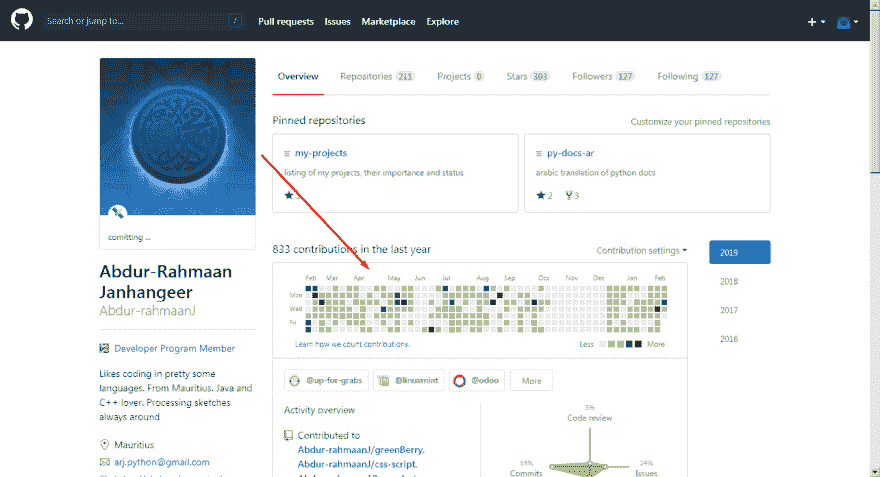 Search or jump to... /
Pull requests Issues Marketplace Explore
Overview Repositories 211 Projects 0 Stars 303 Followers 127 Following 127
Pinned repositories
Customize your pinned repositories
my-projects
listing of my projects, their importance and status
py-docs-ar
arabic translation of python docs
2 3
comitting ...
Abdur-Rahmaan
Janhangeer
Abdur-rahmaanJ
Developer Program Member
Likes coding in pretty some
languages. From Mauritius. Java and
C++ lover. Processing sketches
always around
Mauritius
arj.python@gmail.com
833 contributions in the last year
Contribution settings
Feb Mar Apr May Jun Jul Aug Sep Oct Nov Dec Jan Feb
Mon
Wed
Fri
Learn how we count contributions.
Less More
2019
2018
2017
2016
@up-for-grabs @linuxmint @odoo More
Activity overview
Contributed to
Abdur-rahmaanJ/greenBerry,
Abdur-rahmaanJ/css-script,
3%
Code review
24%
Issues
Commits